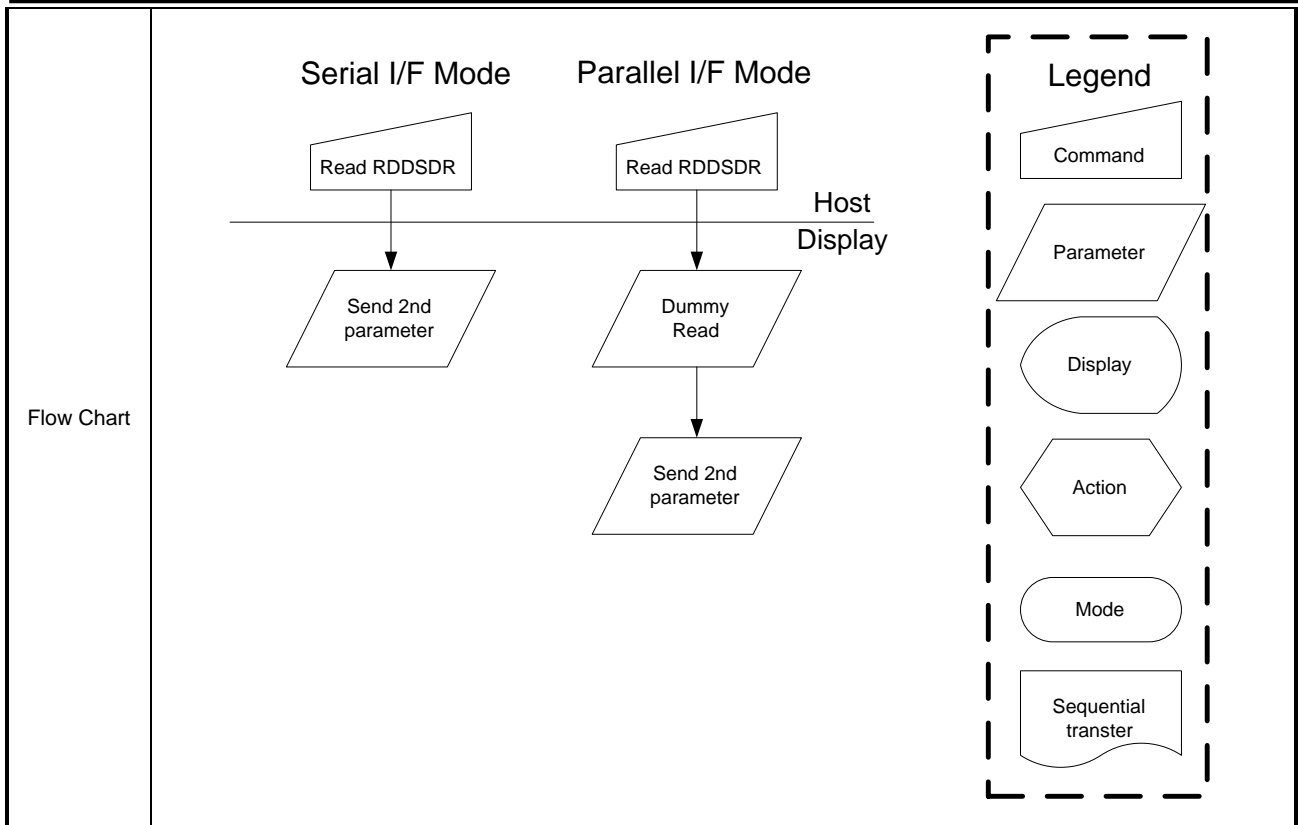 Flow Chart
Serial I/F Mode
Read RDDSDR
Send 2nd
parameter
Parallel I/F Mode
Read RDDSDR
Host
Display
Dummy
Read
Send 2nd
parameter
Legend
Command
Parameter
Display
Action
Mode
Sequential
transter